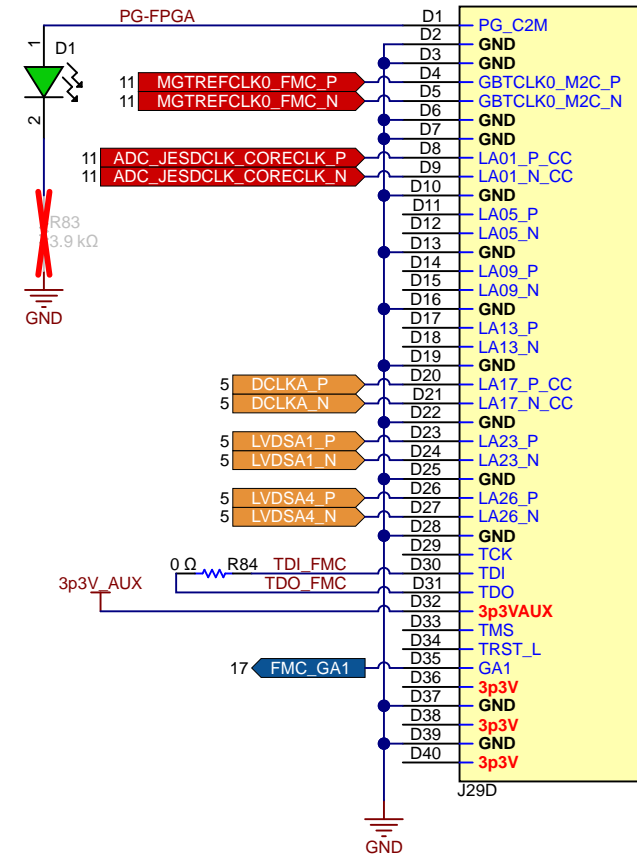 PG-FPGA D1 PG_C2M
D2 GND
1 D1 D3 GND
11 MGTREFCLK0_FMC_P D4 GBTCLK0_M2C_P
11 MGTREFCLK0_FMC_N D5 GBTCLK0_M2C_N
2 D6 GND
D7 GND
11 ADC_JESDCLK_CORECLK_P D8 LA01_P_CC
11 ADC_JESDCLK_CORECLK_N D9 LA01_N_CC
D10 GND
R83 D11 LA05_P
3.9 kΩ D12 LA05_N
D13 GND
D14 LA09_P
D15 LA09_N
D16 GND
GND D17 LA13_P
D18 LA13_N
D19 GND
5 DCLKA_P D20 LA17_P_CC
5 DCLKA_N D21 LA17_N_CC
D22 GND
5 LVDSA1_P D23 LA23_P
5 LVDSA1_N D24 LA23_N
D25 GND
5 LVDSA4_P D26 LA26_P
5 LVDSA4_N D27 LA26_N
D28 GND
D29 TCK
0 Ω R84 TDI_FMC D30 TDI
3p3V_AUX TDO_FMC D31 TDO
D32 3p3VAUX
D33 TMS
D34 TRST_L
17 FMC_GA1 D35 GA1
D36 3p3V
D37 GND
D38 3p3V
D39 GND
D40 3p3V
J29D
GND